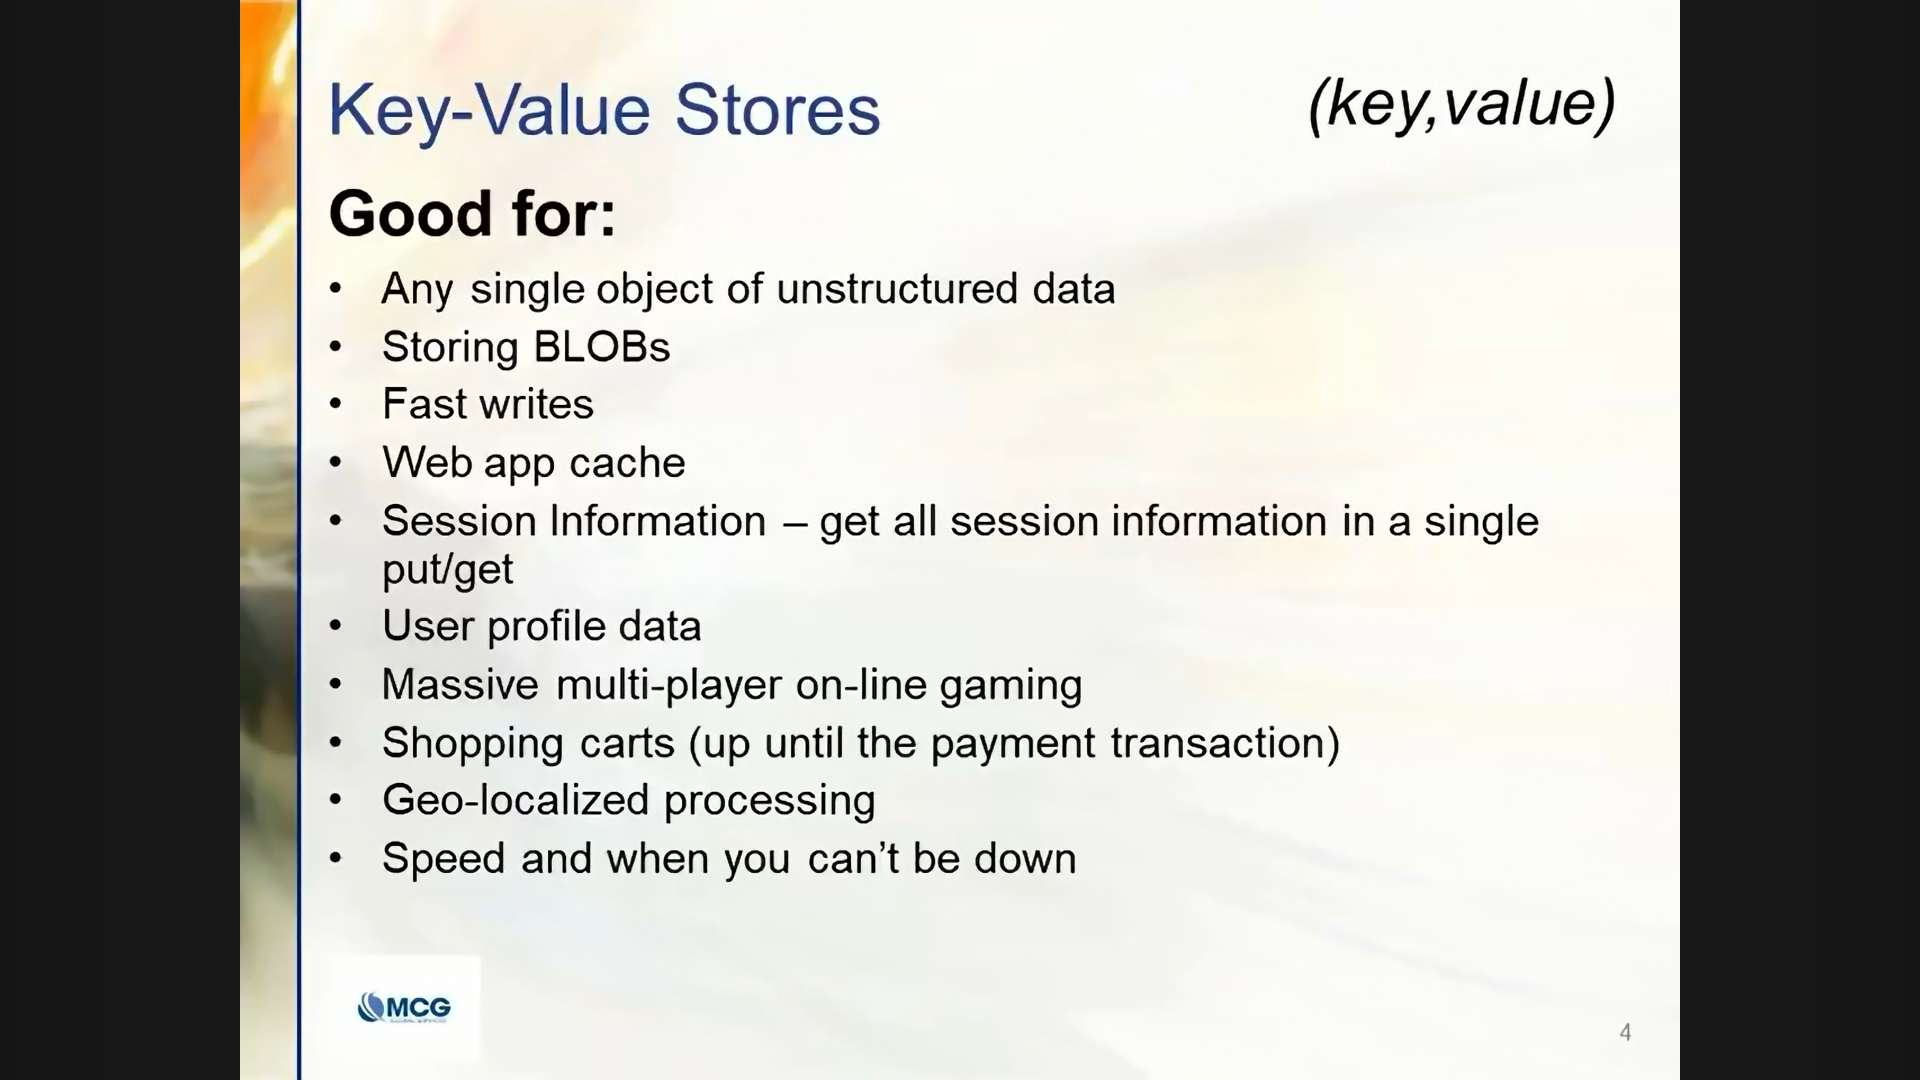 Key-Value Stores
(key,value)
Good for:
• Any single object of unstructured data
• Storing BLOBs
• Fast writes
• Web app cache
• Session Information – get all session information in a single
put/get
• User profile data
• Massive multi-player on-line gaming
• Shopping carts (up until the payment transaction)
• Geo-localized processing
• Speed and when you can’t be down
MCG
4